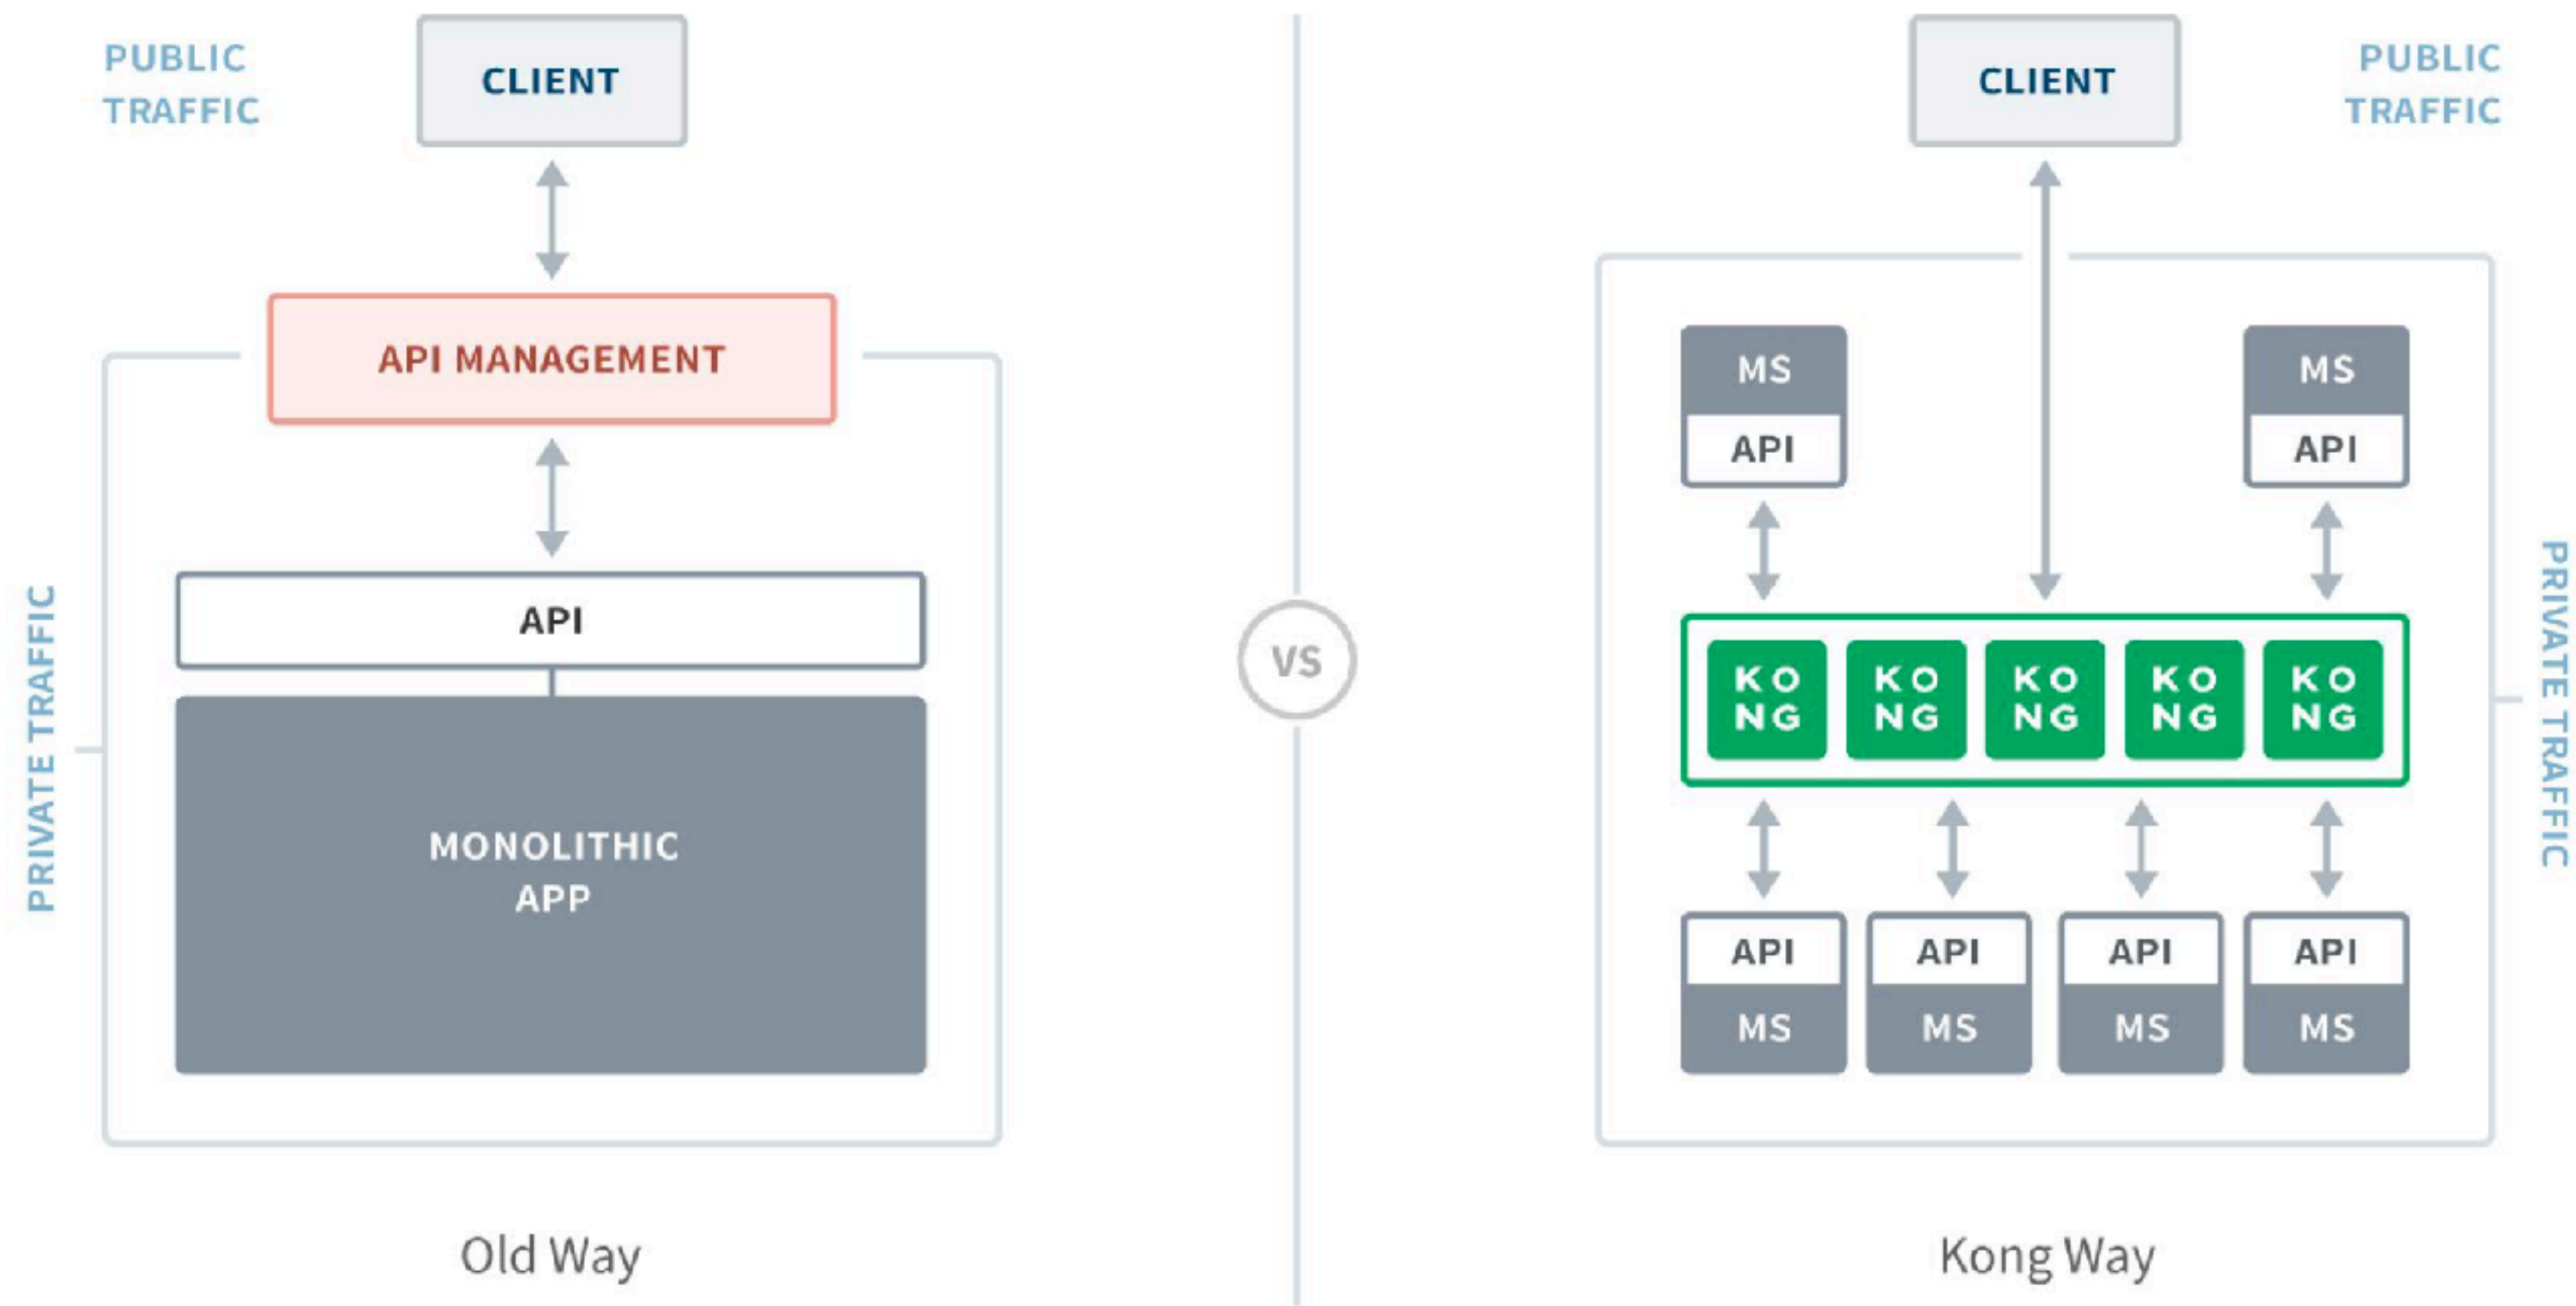 PUBLIC
TRAFFIC
CLIENT
API MANAGEMENT
PRIVATE TRAFFIC
API
MONOLITHIC
APP
Old Way
VS
CLIENT
PUBLIC
TRAFFIC
MS
API
MS
API
KO
NG
KO
NG
KO
NG
KO
NG
KO
NG
PRIVATE TRAFFIC
API
MS
API
MS
API
MS
API
MS
Kong Way